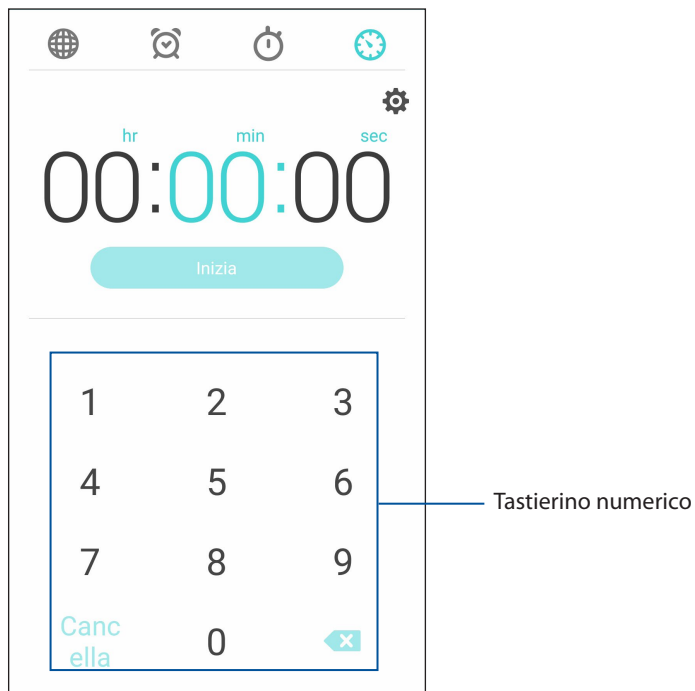 hr min sec
00:00:00
Inizia
1 2 3
4 5 6
Tastierino numerico
7 8 9
Canc
ella
0